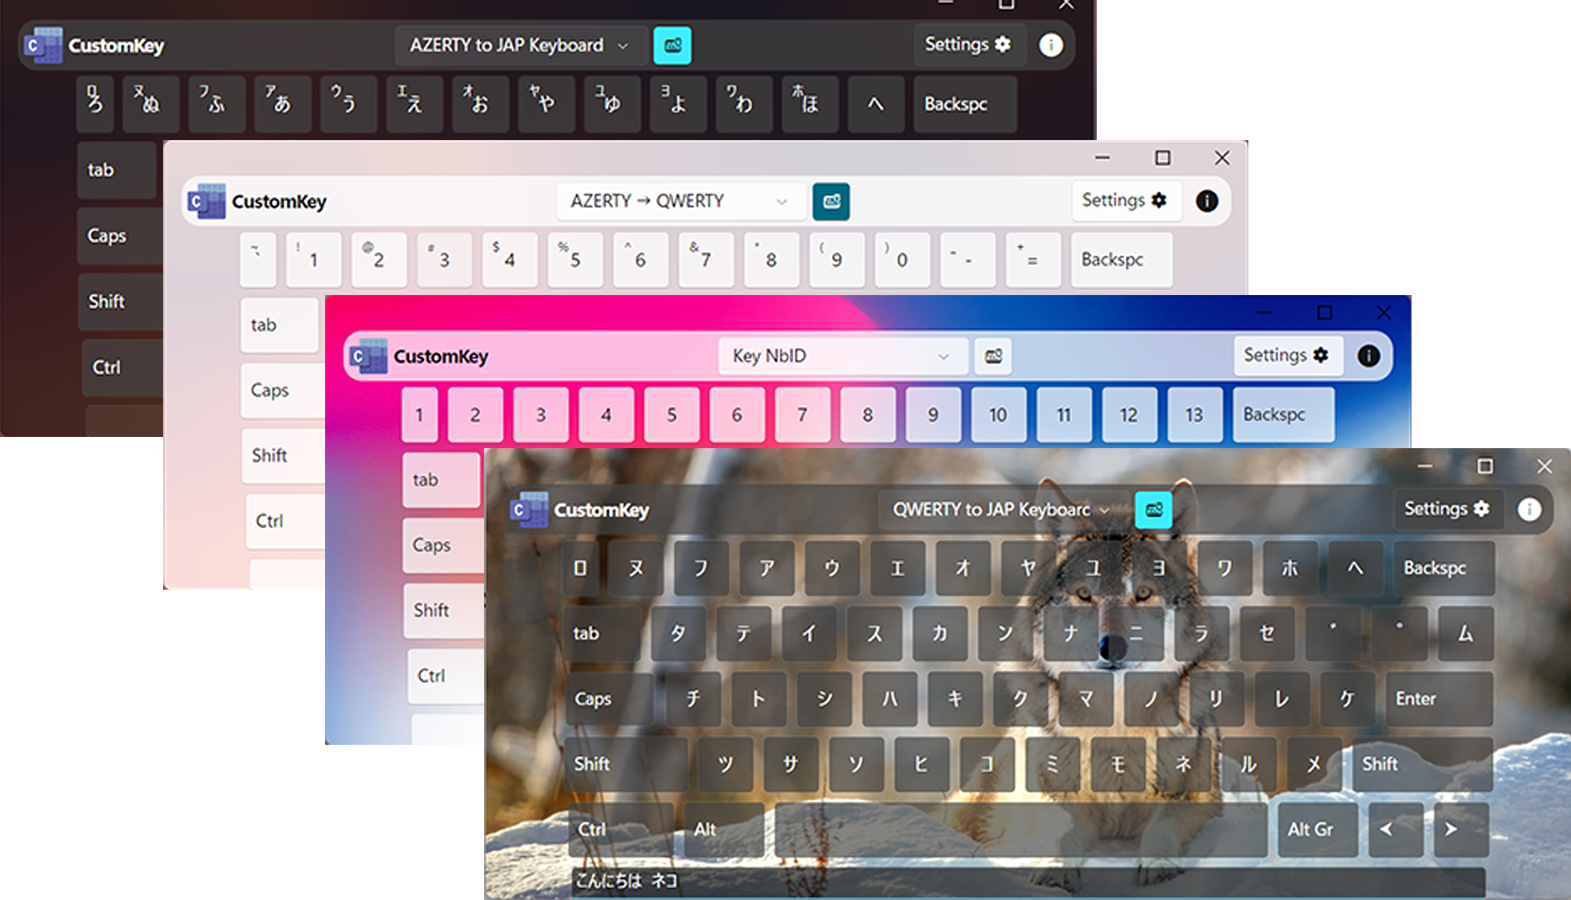 CustomKey AZERTY to JAP Keyboard Settings
ロ ろ ヌ ぬ フ ふ ア あ ウ う エ え オ お ヤ や ユ ゆ ヨ よ ワ わ ホ ほ へ Backspc
tab
Caps
Shift
Ctrl
CustomKey AZERTY → QWERTY Settings
~ ` ! 1 @ 2 # 3 $ 4 % 5 ^ 6 & 7 * 8 ( 9 ) 0 - - + = Backspc
tab
Caps
Shift
Ctrl
CustomKey Key NbID Settings
1 2 3 4 5 6 7 8 9 10 11 12 13 Backspc
tab
Caps
Shift
Ctrl
CustomKey QWERTY to JAP Keyboarc Settings
ロ ヌ フ ア ウ エ オ ヤ ユ ヨ ワ ホ ヘ Backspc
tab タ テ イ ス カ ン ナ ニ ラ セ ゛ ゜ ム
Caps チ ト シ ハ キ ク マ ノ リ レ ケ Enter
Shift ツ サ ソ ヒ コ ミ モ ネ ル メ Shift
Ctrl Alt Alt Gr < >
こんにちは ネコ